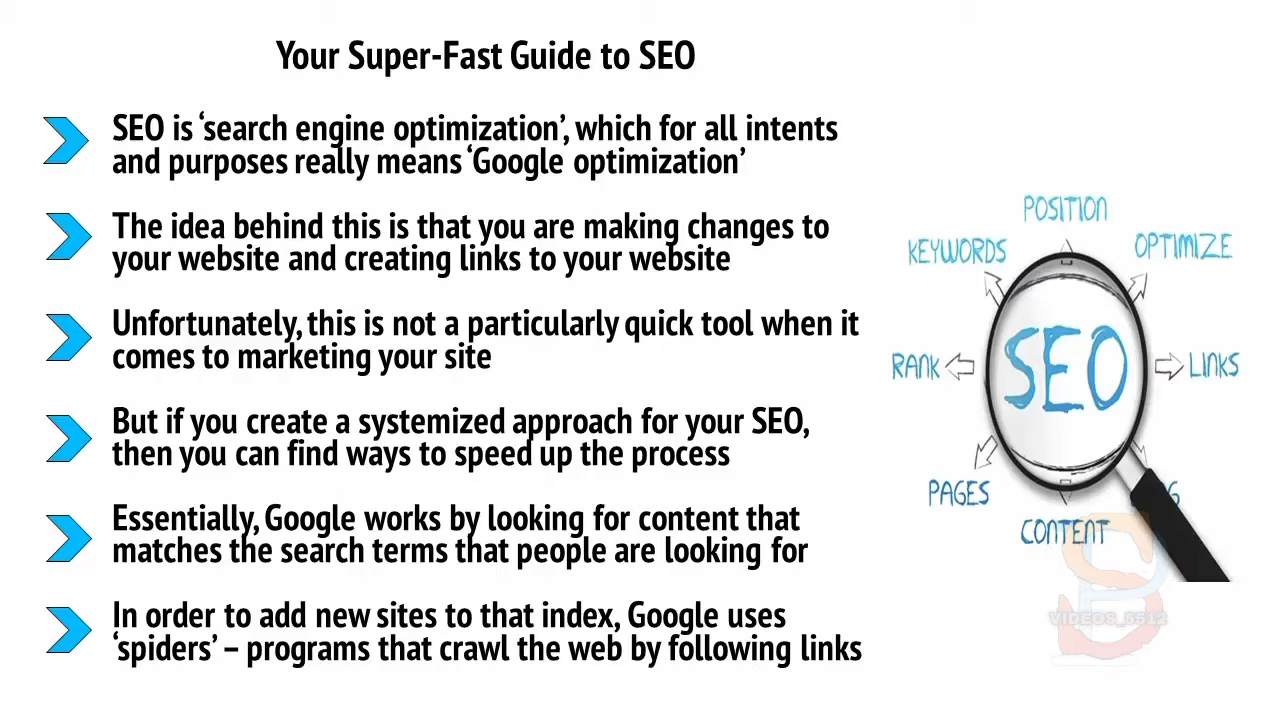 Your Super-Fast Guide to SEO
SEO is ‘search engine optimization’, which for all intents
and purposes really means ‘Google optimization’
The idea behind this is that you are making changes to
your website and creating links to your website
Unfortunately, this is not a particularly quick tool when it
comes to marketing your site
But if you create a systemized approach for your SEO,
then you can find ways to speed up the process
Essentially, Google works by looking for content that
matches the search terms that people are looking for
In order to add new sites to that index, Google uses
‘spiders’ – programs that crawl the web by following links
POSITION
KEYWORDS
OPTIMIZE
SEO
RANK
LINKS
PAGES
CONTENT
VIDEOS_5512